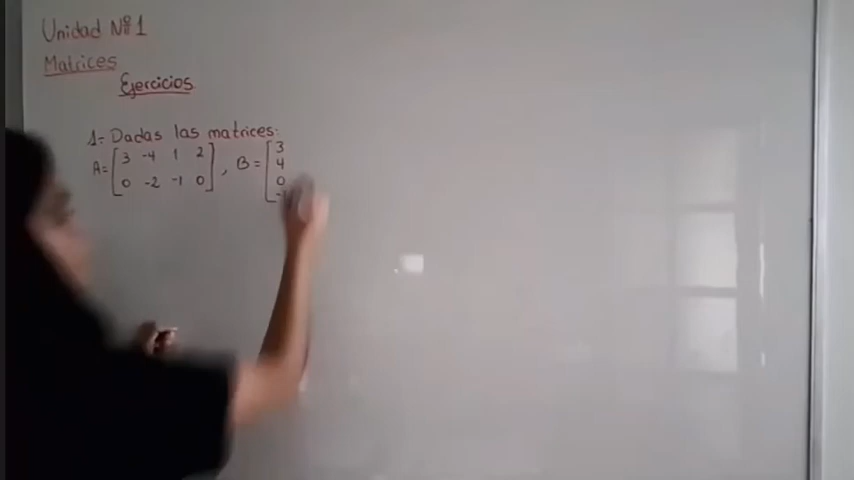 Unidad Nº1
Matrices
Ejercicios
1= Dadas las matrices:
A= [3 -4 1 2
0 -2 -1 0] , B= [3
4
0